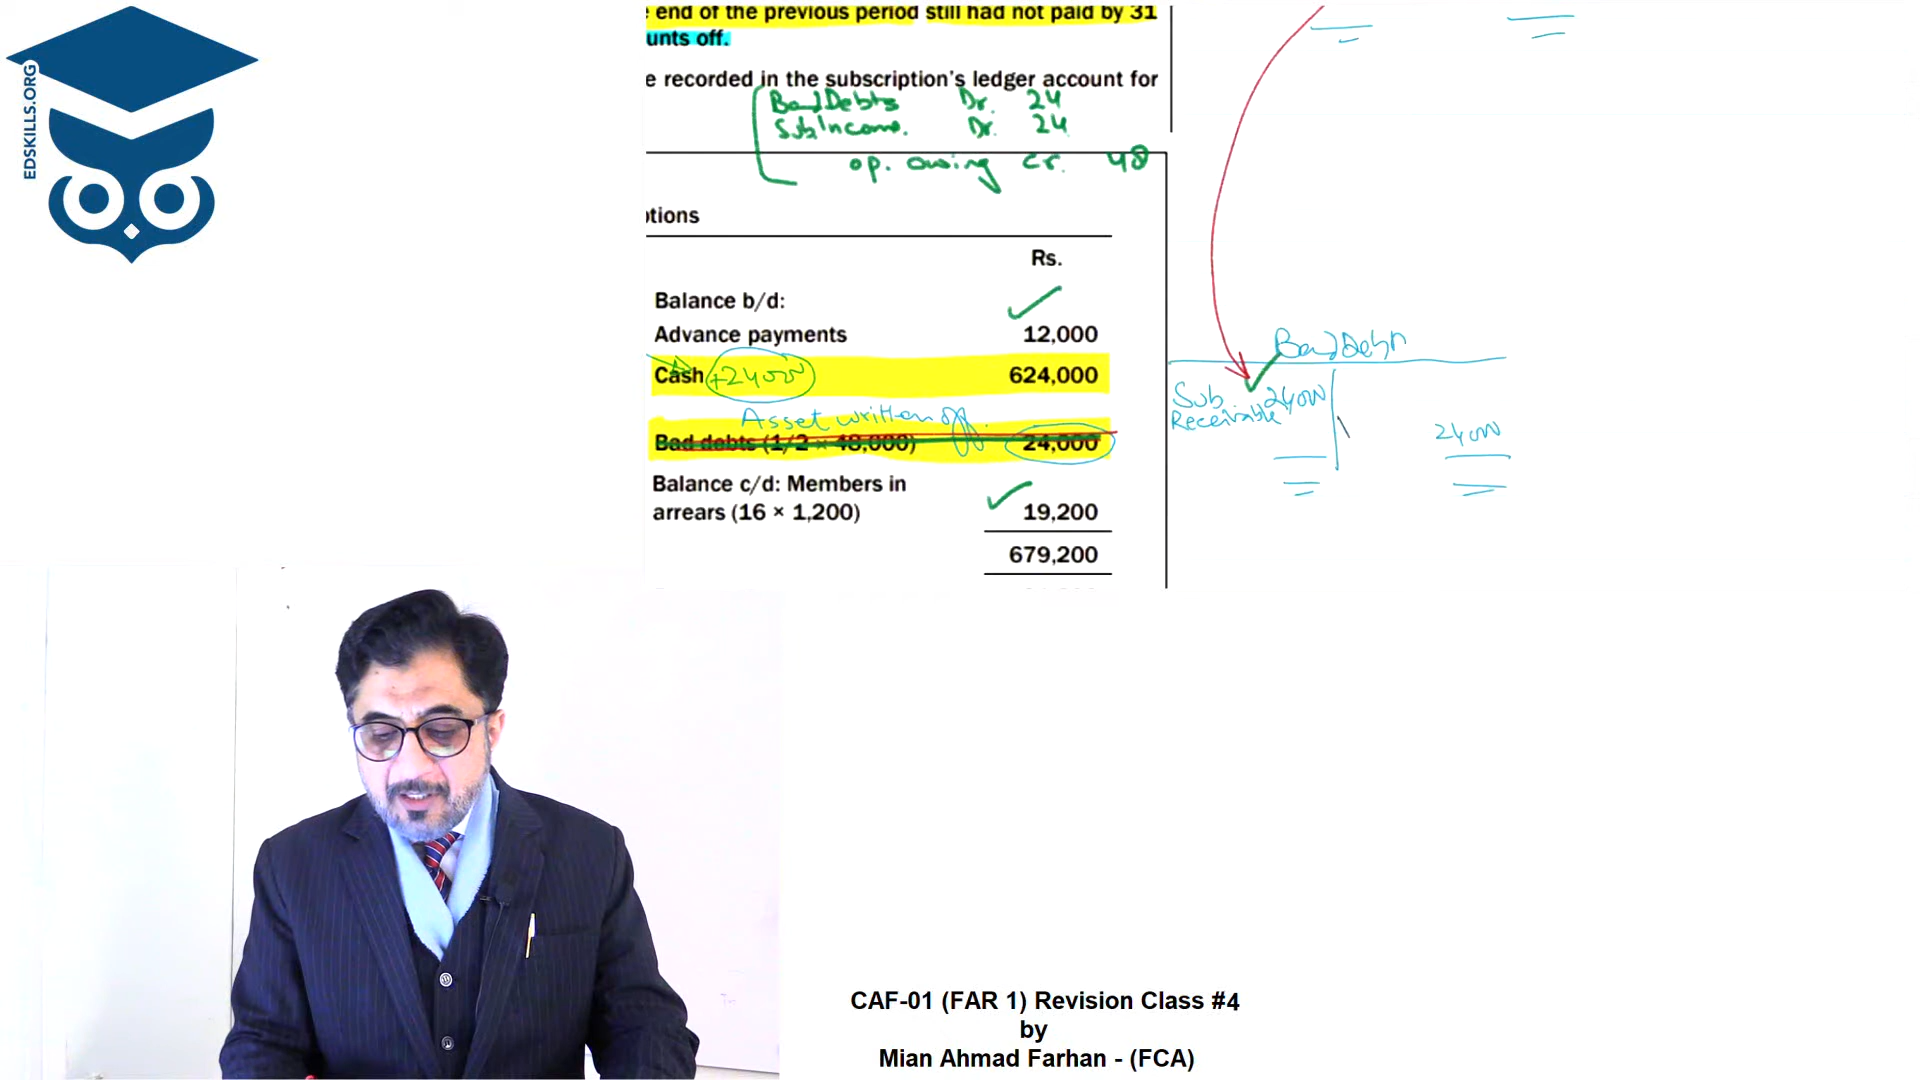 EDSKILLS.ORG
end of the previous period still had not paid by 31
unts off.
e recorded in the subscription's ledger account for
Bad Debts Dr. 24
Sub Income. Dr. 24
op. owing cr. 48
tions
Rs.
Balance b/d:
Advance payments 12,000
Cash +24000 624,000
Asset written off.
Bad debts (1/2 × 48,000) 24,000
Balance c/d: Members in
arrears (16 × 1,200) 19,200
679,200
Bad Debts
Sub 24000
Receivable
24000
CAF-01 (FAR 1) Revision Class #4
by
Mian Ahmad Farhan - (FCA)